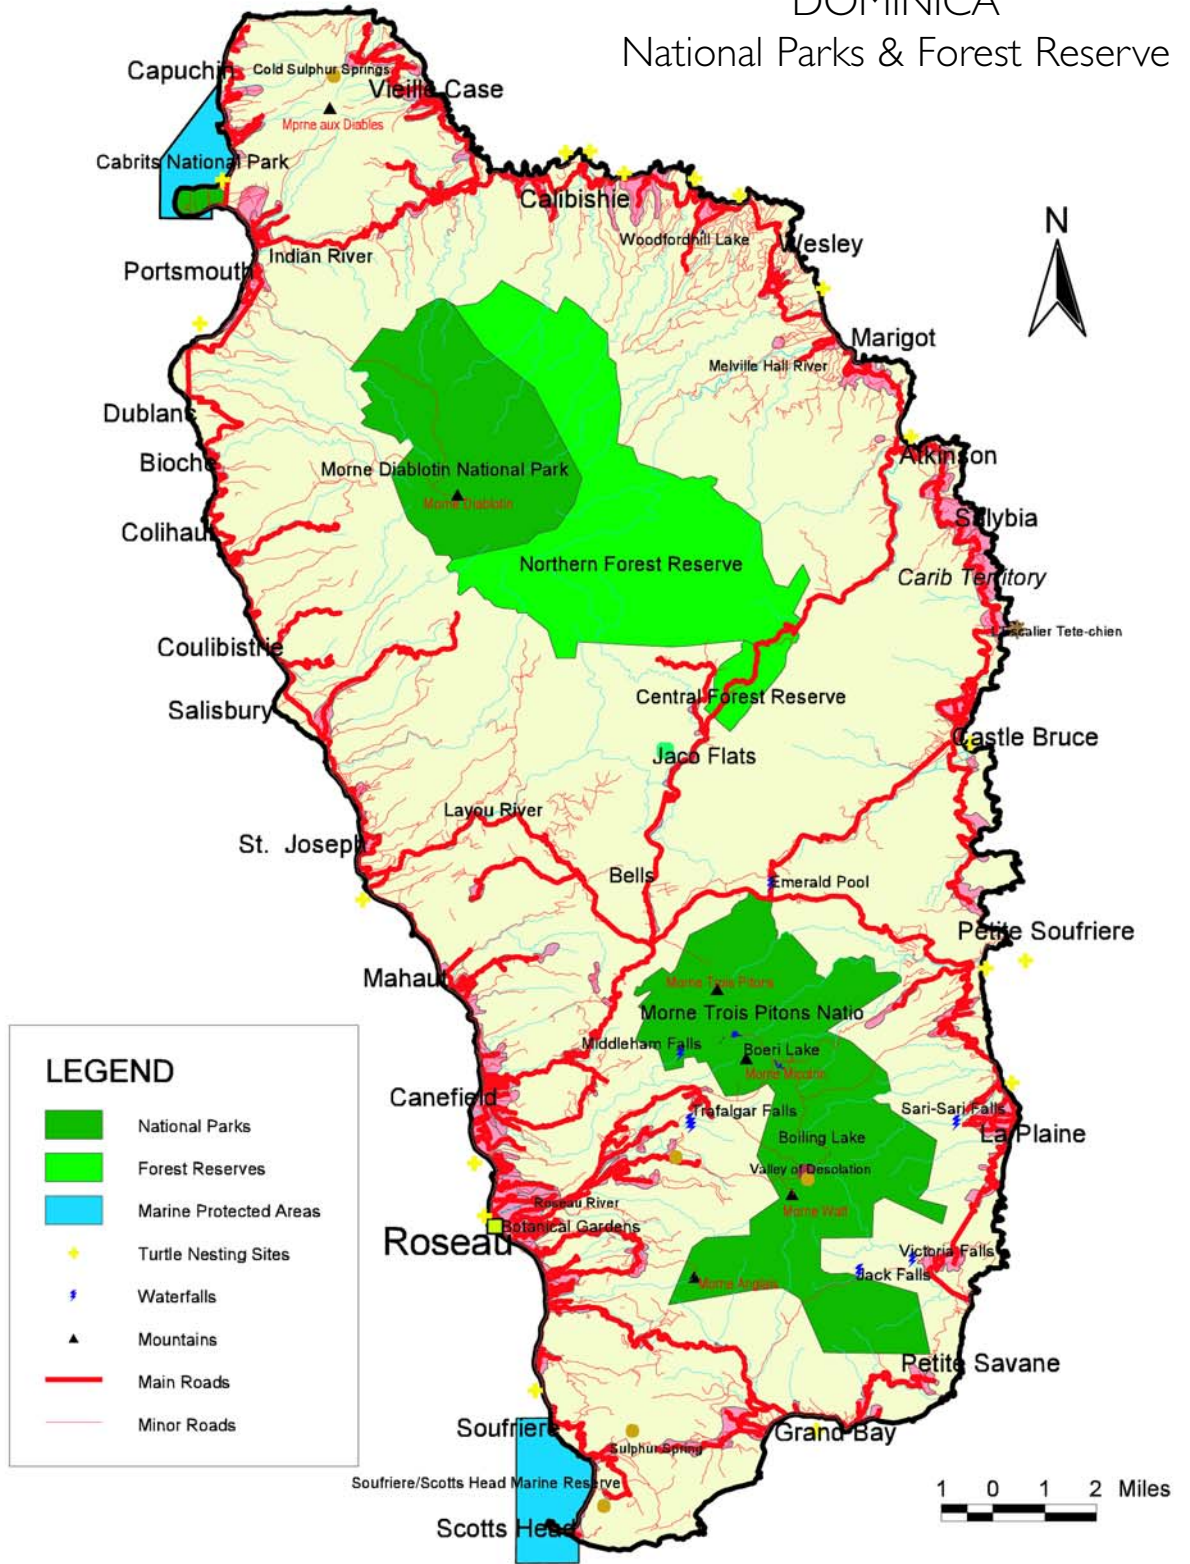 DOMINICA
National Parks & Forest Reserve
Capuchin
Cold Sulphur Springs
Vieille Case
Mprne aux Diables
Cabrits National Park
Calibishie
Woodfordhill Lake
Wesley
N
Indian River
Portsmouth
Marigot
Melville Hall River
Dublanc
Bioche
Morne Diablotin National Park
Morne Diablotin
Atkinson
Colihaut
Salybia
Northern Forest Reserve
Carib Territory
L'Escalier Tete-chien
Coulibistrie
Central Forest Reserve
Salisbury
Castle Bruce
Jaco Flats
Layou River
St. Joseph
Bells
Emerald Pool
Petite Soufriere
Mahaut
Morne Trois Pitons
Morne Trois Pitons Natio
Middleham Falls
Boeri Lake
Morne Micotrin
Canefield
Trafalgar Falls
Sari-Sari Falls
La Plaine
Boiling Lake
Valley of Desolation
Roseau River
Morne Watt
Botanical Gardens
Roseau
Victoria Falls
Jack Falls
Morne Anglais
Petite Savane
Soufriere
Grand Bay
Sulphur Spring
Soufriere/Scotts Head Marine Reserve
Scotts Head
LEGEND
National Parks
Forest Reserves
Marine Protected Areas
Turtle Nesting Sites
Waterfalls
Mountains
Main Roads
Minor Roads
1 0 1 2 Miles